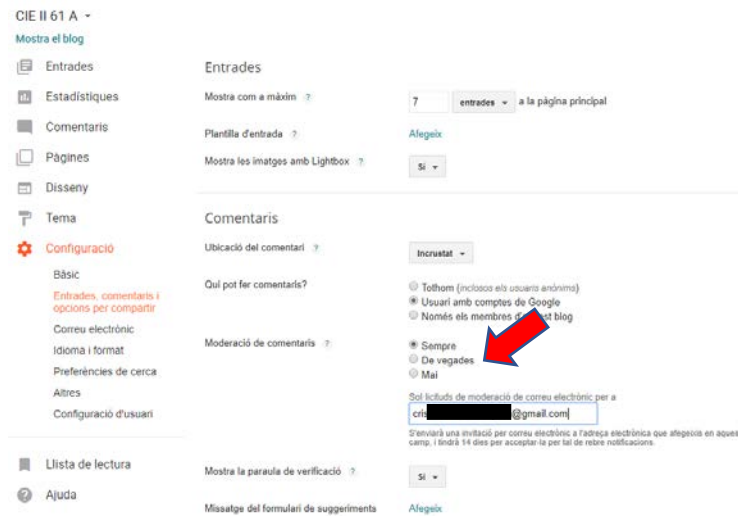 CIE II 61 A
Mostra el blog
Entrades
Estadístiques
Comentaris
Pàgines
Disseny
Tema
Configuració
Bàsic
Entrades, comentaris i
opcions per compartir
Correu electrònic
Idioma i format
Preferències de cerca
Altres
Configuració d'usuari
Llista de lectura
Ajuda
Entrades
Mostra com a màxim ? 7 entrades a la pàgina principal
Plantilla d'entrada ? Afegeix
Mostra les imatges amb Lightbox ? Sí
Comentaris
Ubicació del comentari ? Incrustat
Qui pot fer comentaris?
Tothom (inclosos els usuaris anònims)
Usuari amb comptes de Google
Només els membres blog
Moderació de comentaris ?
Sempre
De vegades
Mai
Sol·licituds de moderació de correu electrònic per a
cris @gmail.com
S'enviarà una invitació per correu electrònic a l'adreça electrònica que afegeixis en aques
camp, i tindrà 14 dies per acceptar-la per tal de rebre notificacions.
Mostra la paraula de verificació ? Sí
Missatge del formulari de suggeriments Afegeix